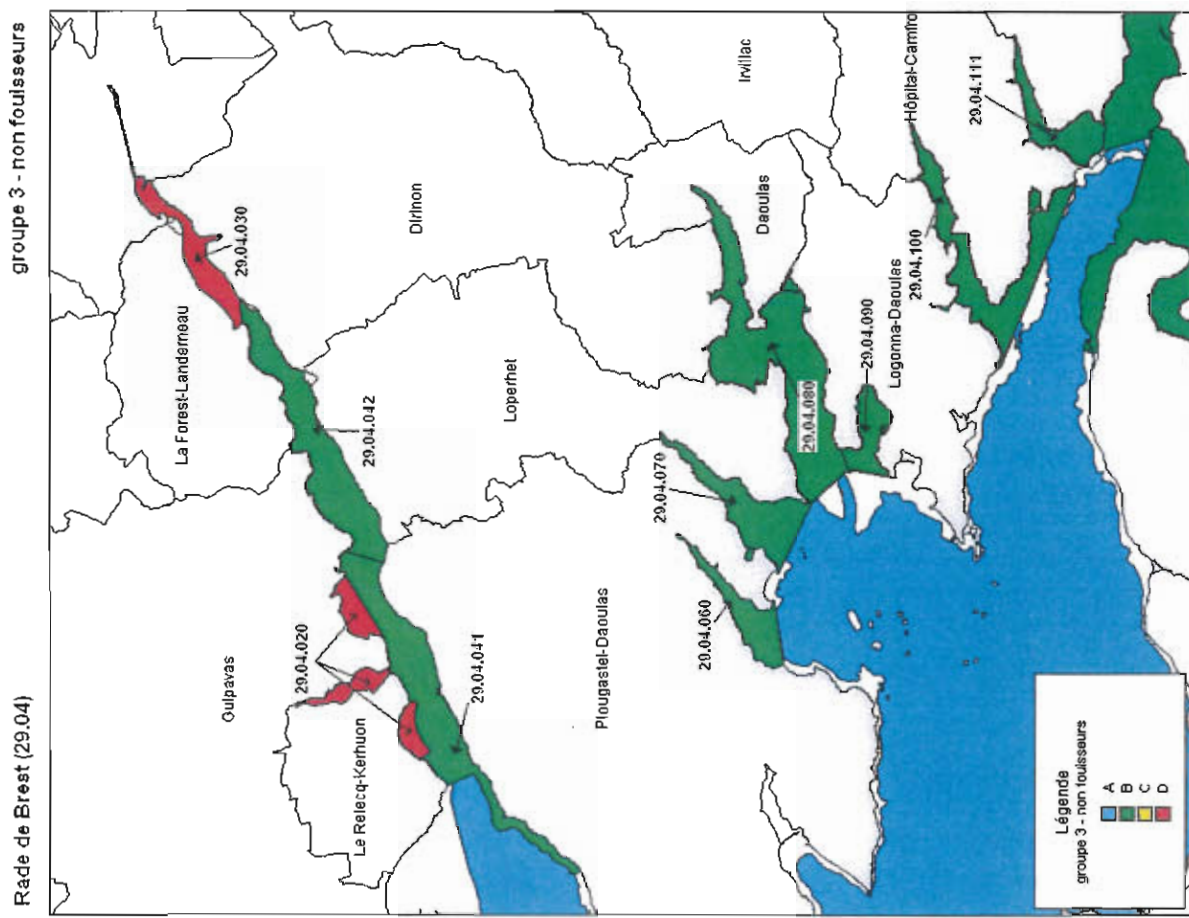 Rade de Brest (29.04)
groupe 3 - non fouisseurs
La Forest-Landerneau
29.04.030
Dirinon
Irvillac
Guipavas
29.04.042
Loperhet
Daoulas
Hôpital-Camfro
29.04.111
29.04.100
29.04.020
Le Relecq-Kerhuon
29.04.041
Plougastel-Daoulas
29.04.070
29.04.060
29.04.080
29.04.090
Logonna-Daoulas
Légende
groupe 3 - non fouisseurs
A
B
C
D